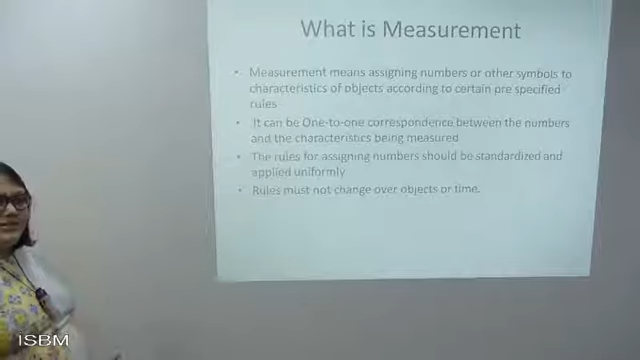 What is Measurement
• Measurement means assigning numbers or other symbols to
characteristics of objects according to certain pre specified
rules
• It can be One-to-one correspondence between the numbers
and the characteristics being measured
• The rules for assigning numbers should be standardized and
applied uniformly
• Rules must not change over objects or time.
ISBM